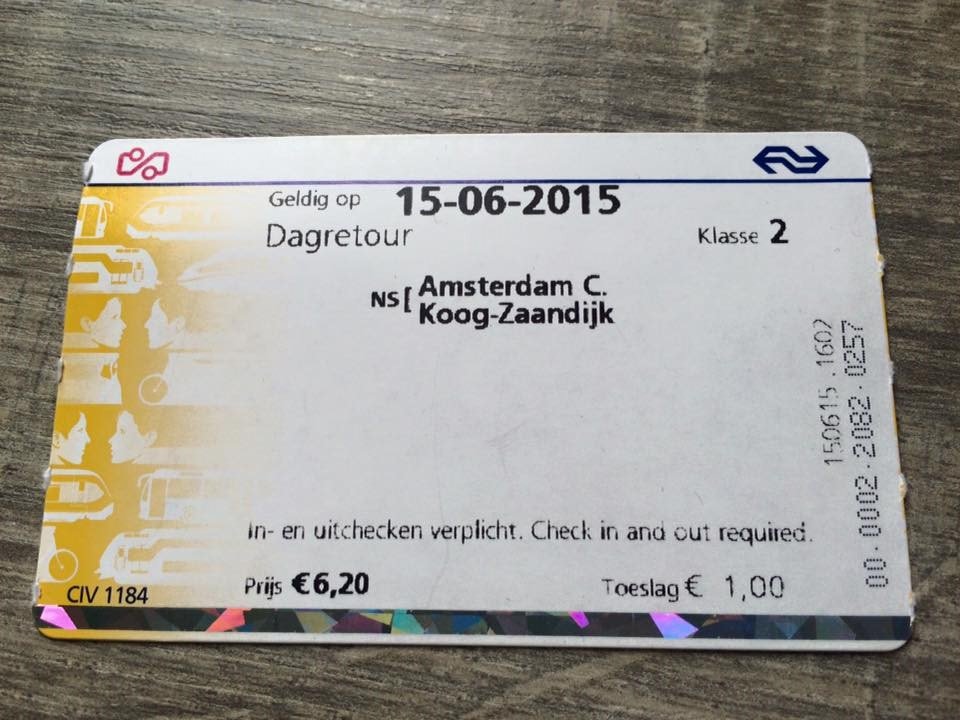 Geldig op 15-06-2015
Dagretour
Klasse 2
NS[ Amsterdam C.
Koog-Zaandijk
150615 . 1602
00 · 0002 · 2082 · 0257
In- en uitchecken verplicht. Check in and out required.
CIV 1184
Prijs €6,20
Toeslag € 1,00